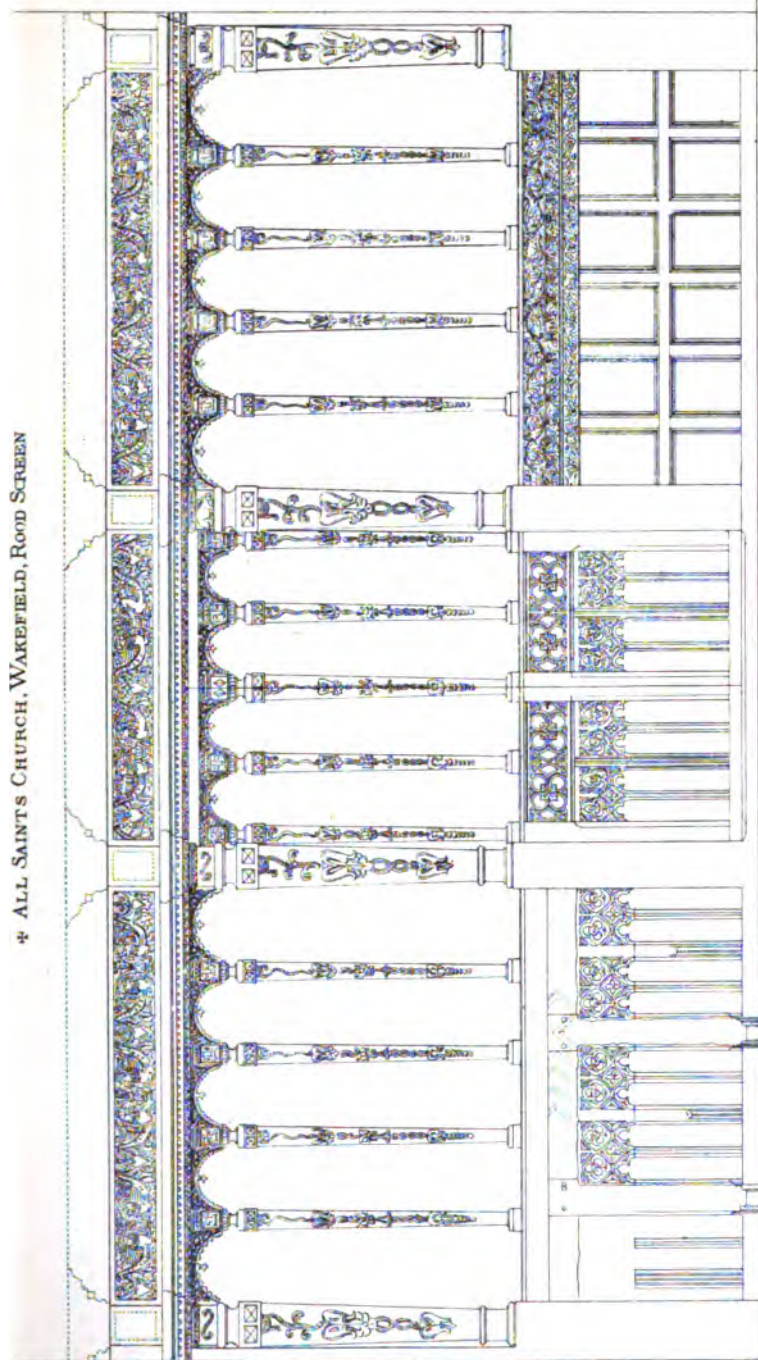 ✠ ALL SAINTS CHURCH, WAKEFIELD, ROOD SCREEN
B